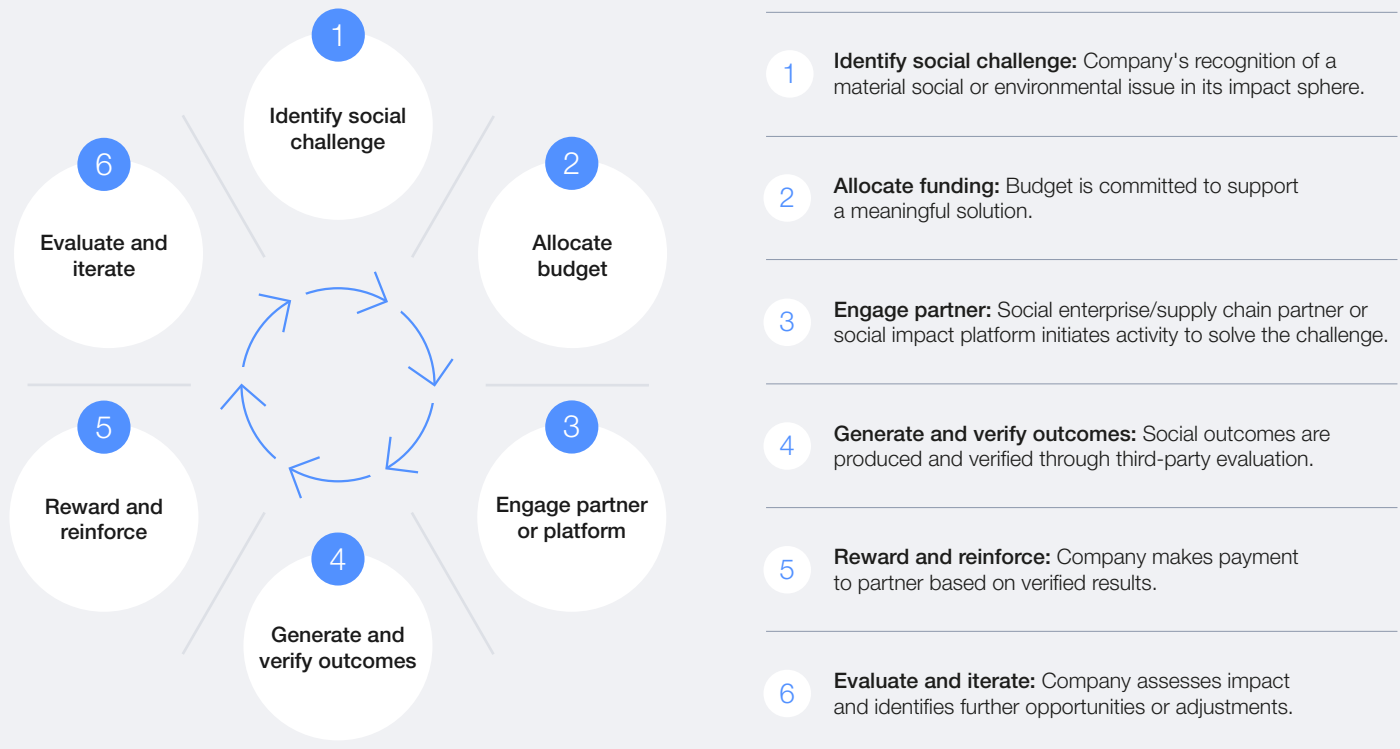 1
Identify social
challenge
2
Allocate
budget
3
Engage partner
or platform
4
Generate and
verify outcomes
5
Reward and
reinforce
6
Evaluate and
iterate
1
Identify social challenge: Company's recognition of a
material social or environmental issue in its impact sphere.
2
Allocate funding: Budget is committed to support
a meaningful solution.
3
Engage partner: Social enterprise/supply chain partner or
social impact platform initiates activity to solve the challenge.
4
Generate and verify outcomes: Social outcomes are
produced and verified through third-party evaluation.
5
Reward and reinforce: Company makes payment
to partner based on verified results.
6
Evaluate and iterate: Company assesses impact
and identifies further opportunities or adjustments.